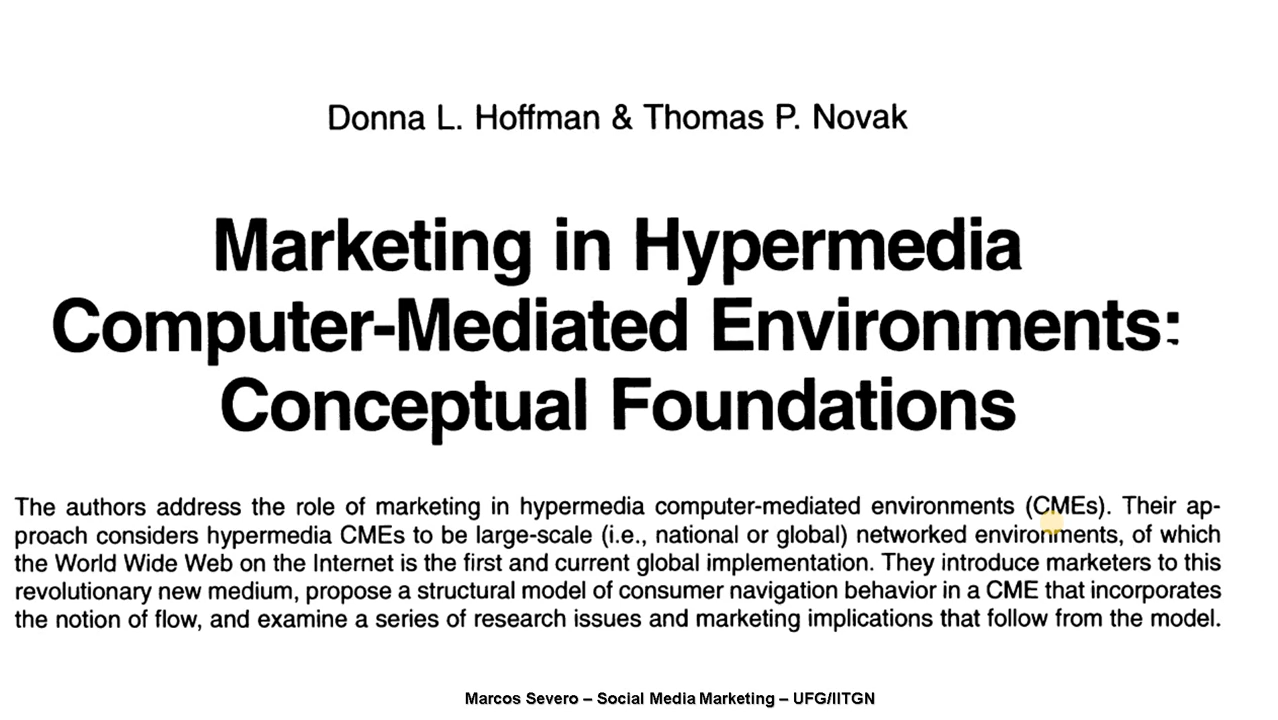 Donna L. Hoffman & Thomas P. Novak
Marketing in Hypermedia
Computer-Mediated Environments:
Conceptual Foundations
The authors address the role of marketing in hypermedia computer-mediated environments (CMEs). Their ap-
proach considers hypermedia CMEs to be large-scale (i.e., national or global) networked environments, of which
the World Wide Web on the Internet is the first and current global implementation. They introduce marketers to this
revolutionary new medium, propose a structural model of consumer navigation behavior in a CME that incorporates
the notion of flow, and examine a series of research issues and marketing implications that follow from the model.
Marcos Severo – Social Media Marketing – UFG/IITGN